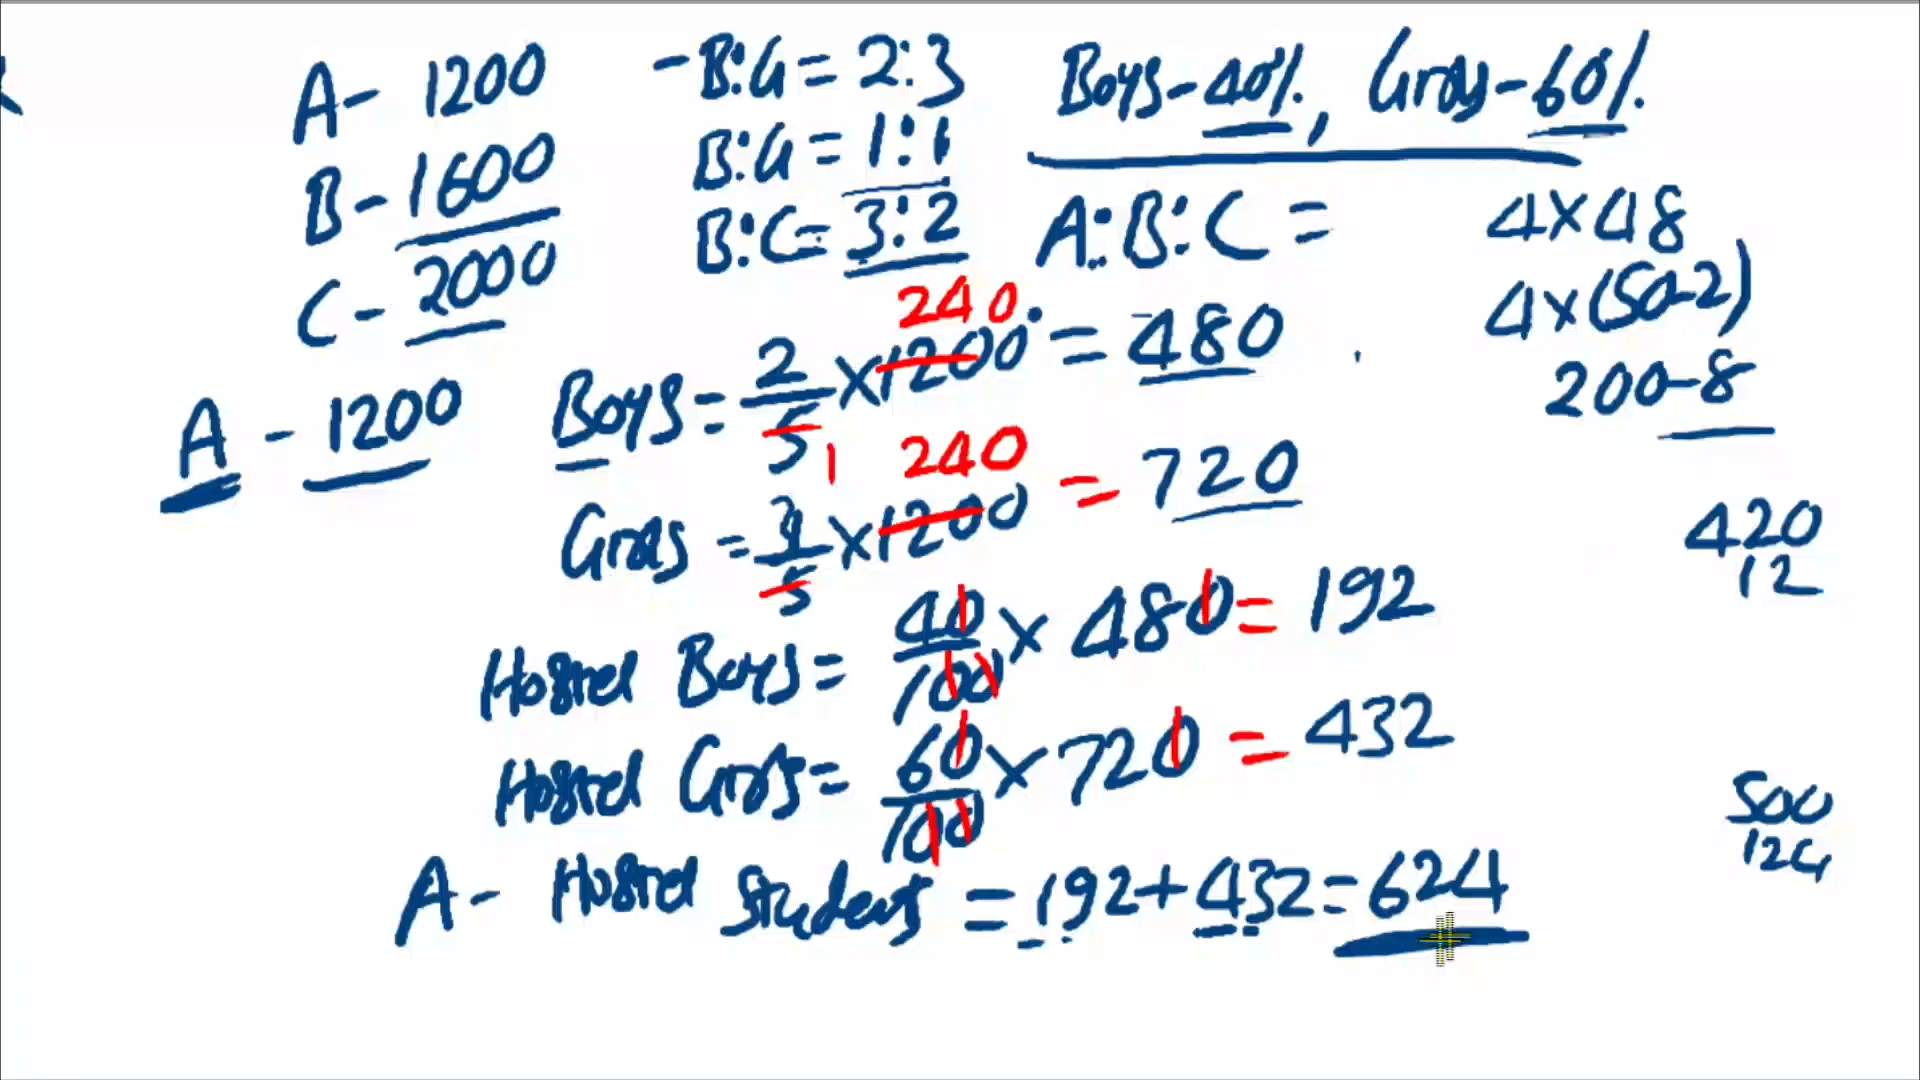 A- 1200 -B:G = 2:3 Boys-40%, Girls-60%.
B- 1600 B:G = 1:1
C- 2000 B:C= 3:2 A:B:C = 4×48
4×(50-2)
200-8
A - 1200 Boys = 2/5 ×1200 240 = 480
Girls = 3/5 ×1200 240 = 720
1
420
12
Hostel Boys = 40/100 × 480 = 192
Hostel Girls = 60/100 × 720 = 432
500
124
A- Hostel Students = 192+432=624